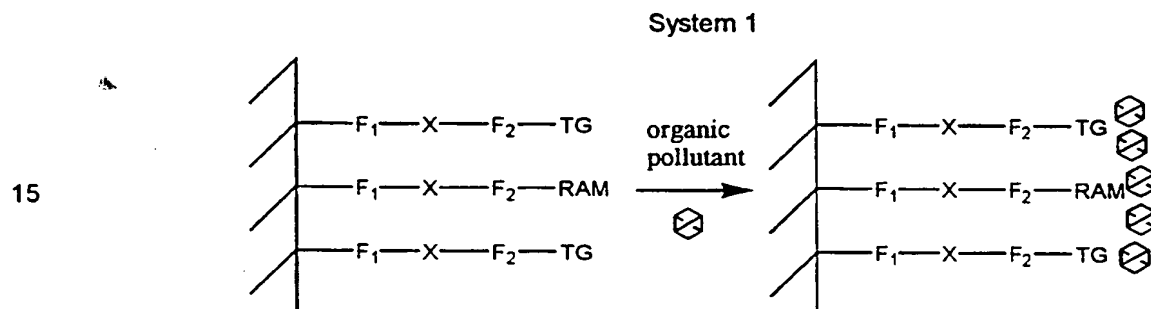 System 1
F₁—X—F₂—TG F₁—X—F₂—TG
organic
pollutant
15 F₁—X—F₂—RAM F₁—X—F₂—RAM
F₁—X—F₂—TG F₁—X—F₂—TG